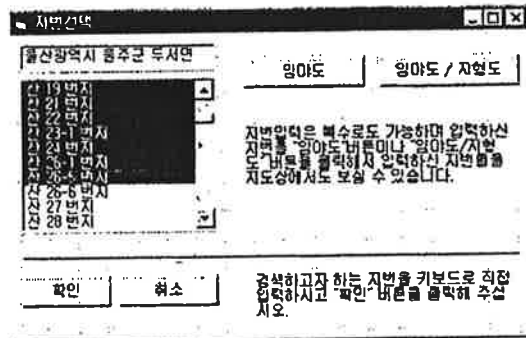 지번선택
울산광역시 원주군 두서면
임야도
임야도 / 지형도
산 19 번지
산 21 번지
산 22 번지
산 23-1 번지
산 24 번지
산 26-1 번지
산 26-5 번지
산 26-6 번지
산 27 번지
산 28 번지
지번입력은 복수로도 가능하며 입력하신
지번를 "임야도"버튼이나 "임야도/지형
도"버튼을 클릭해서 입력하신 지번들을
지도상에서도 보실 수 있습니다.
확인
취소
검색하고자 하는 지번을 키보드로 직접
입력하시고 "확인" 버튼을 클릭해 주십
시오.